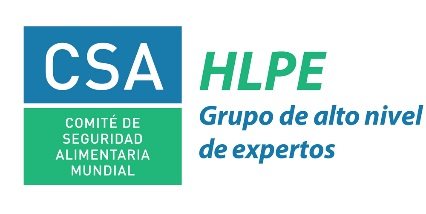 CSA
COMITÉ DE
SEGURIDAD
ALIMENTARIA
MUNDIAL
HLPE
Grupo de alto nivel
de expertos